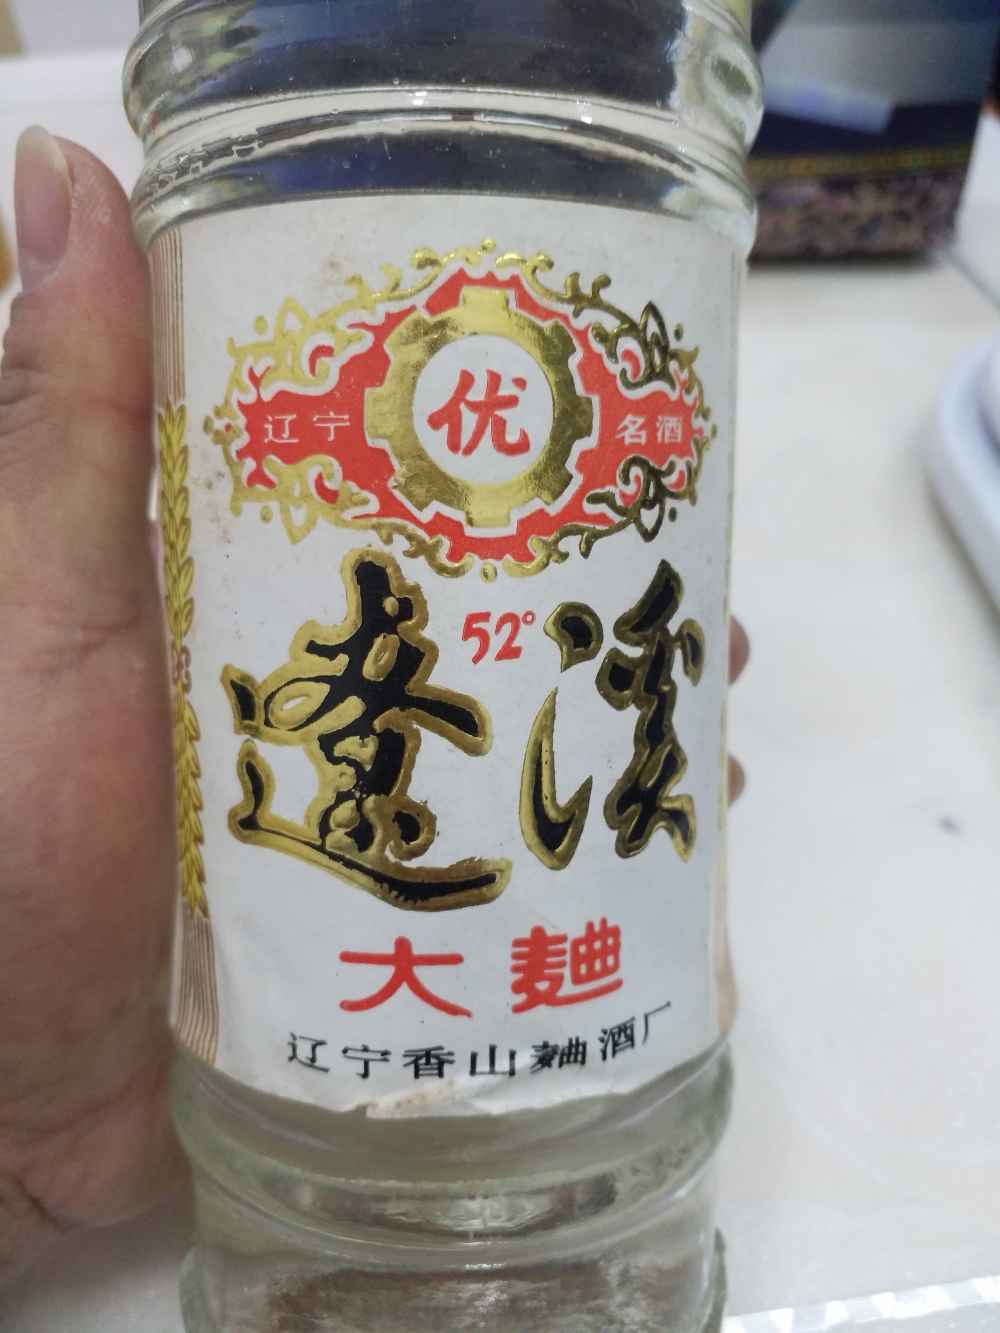 辽宁 优 名酒
52°
遼溪
大麯
辽宁香山麯酒厂